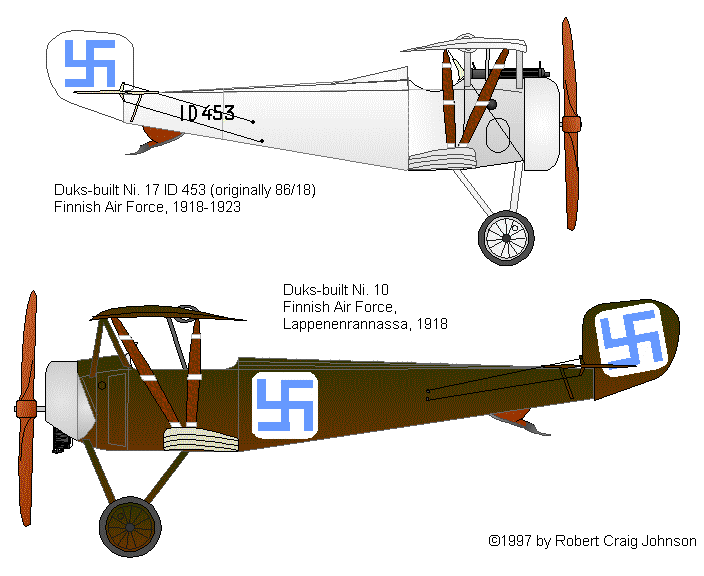 ID 453
Duks-built Ni. 17 ID 453 (originally 86/18)
Finnish Air Force, 1918-1923
Duks-built Ni. 10
Finnish Air Force,
Lappenenrannassa, 1918
©1997 by Robert Craig Johnson